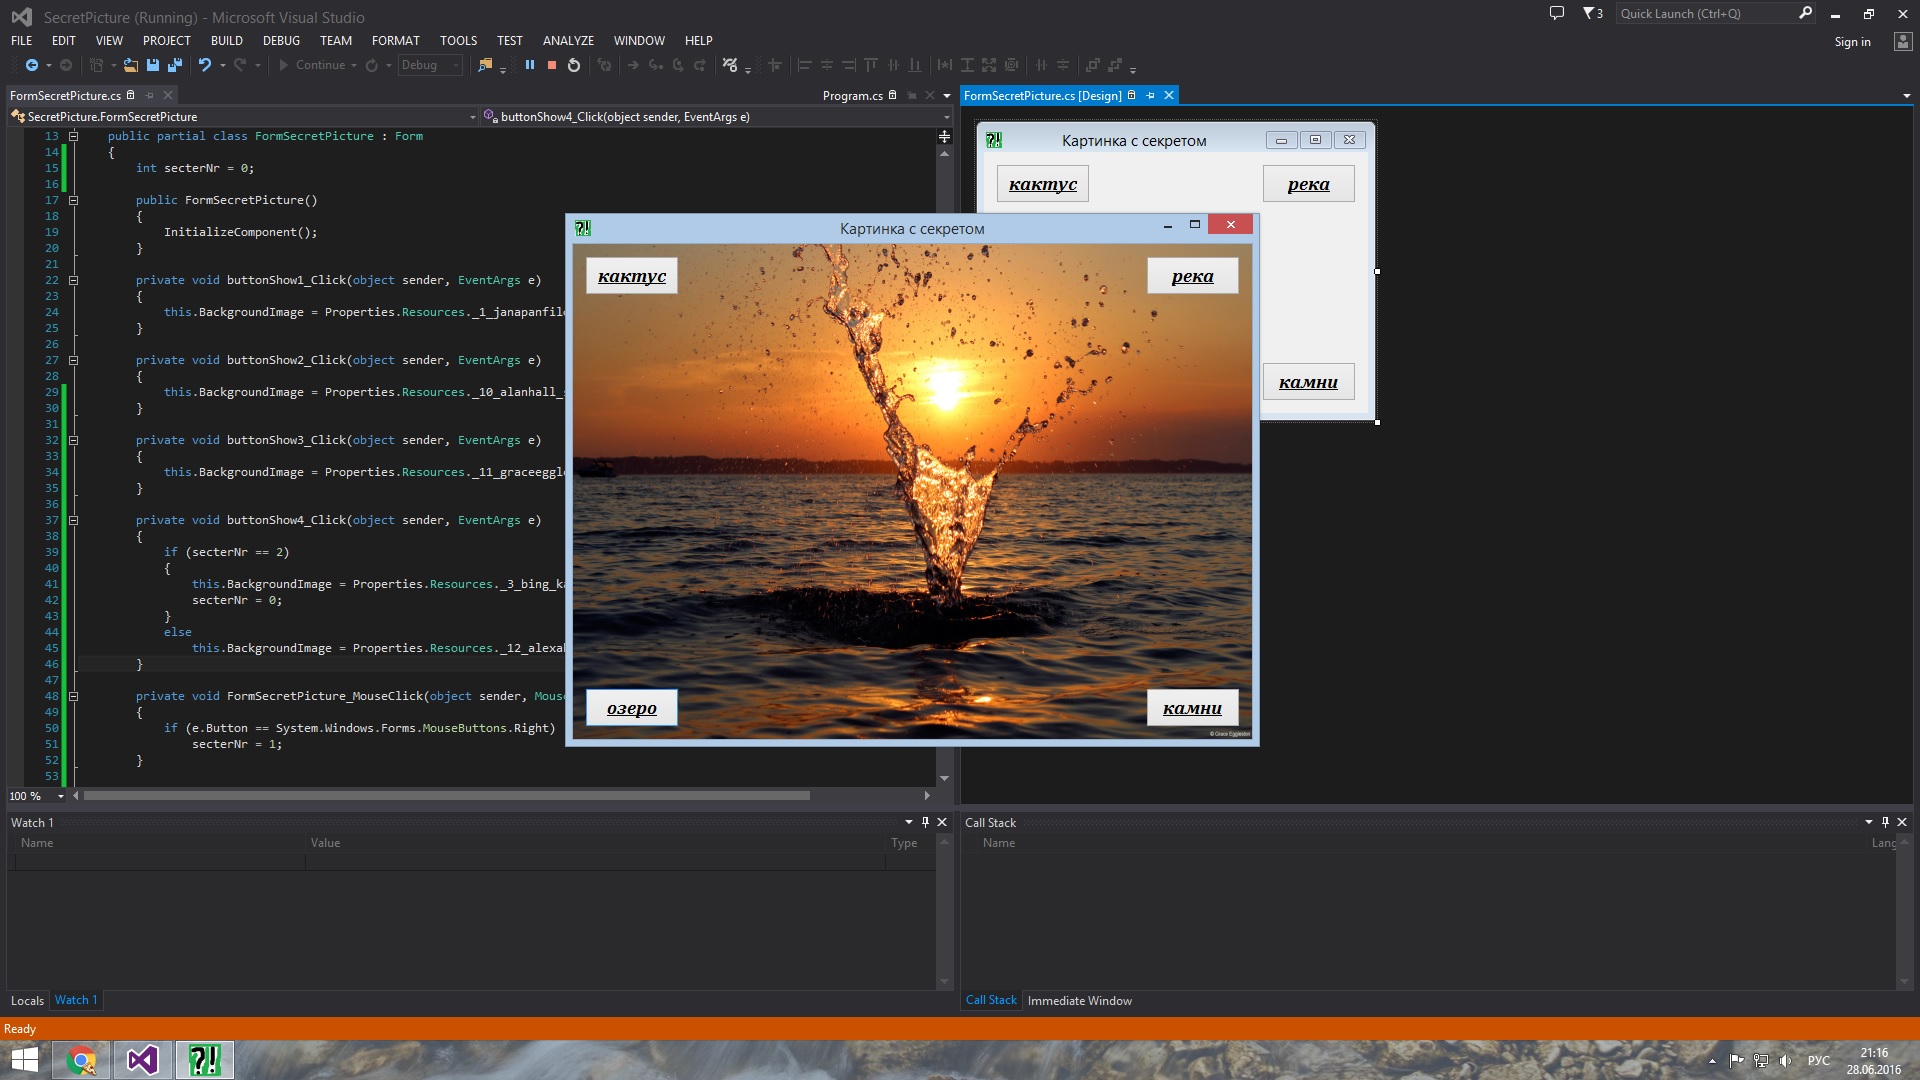 SecretPicture (Running) - Microsoft Visual Studio
3
Quick Launch (Ctrl+Q)
FILE EDIT VIEW PROJECT BUILD DEBUG TEAM FORMAT TOOLS TEST ANALYZE WINDOW HELP
Sign in
Continue
Debug
FormSecretPicture.cs
Program.cs
FormSecretPicture.cs [Design]
SecretPicture.FormSecretPicture
buttonShow4_Click(object sender, EventArgs e)
13 public partial class FormSecretPicture : Form
14 {
15 int secterNr = 0;
16
17 public FormSecretPicture()
18 {
19 InitializeComponent();
20 }
21
22 private void buttonShow1_Click(object sender, EventArgs e)
23 {
24 this.BackgroundImage = Properties.Resources._1_janapanfilo
25 }
26
27 private void buttonShow2_Click(object sender, EventArgs e)
28 {
29 this.BackgroundImage = Properties.Resources._10_alanhall_
30 }
31
32 private void buttonShow3_Click(object sender, EventArgs e)
33 {
34 this.BackgroundImage = Properties.Resources._11_graceeggle
35 }
36
37 private void buttonShow4_Click(object sender, EventArgs e)
38 {
39 if (secterNr == 2)
40 {
41 this.BackgroundImage = Properties.Resources._3_bing_ka
42 secterNr = 0;
43 }
44 else
45 this.BackgroundImage = Properties.Resources._12_alexa
46 }
47
48 private void FormSecretPicture_MouseClick(object sender, Mouse
49 {
50 if (e.Button == System.Windows.Forms.MouseButtons.Right)
51 secterNr = 1;
52 }
53
100 %
Картинка с секретом
кактус
река
камни
Картинка с секретом
кактус
река
озеро
камни
© Grace Eggleston
Watch 1
Name Value Type
Call Stack
Name Lang
Locals Watch 1
Call Stack Immediate Window
Ready
?!
РУС
21:16
28.06.2016